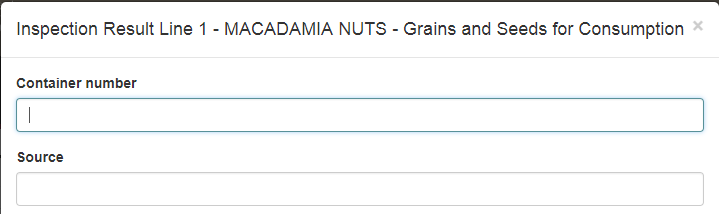 Inspection Result Line 1 - MACADAMIA NUTS - Grains and Seeds for Consumption ×
Container number
Source